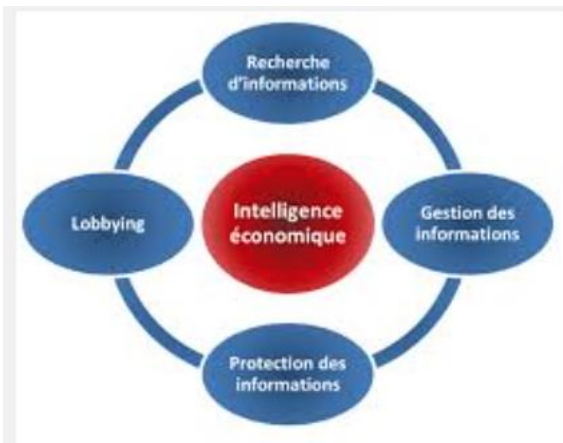 Recherche
d'informations
Lobbying
Intelligence
économique
Gestion des
informations
Protection des
informations